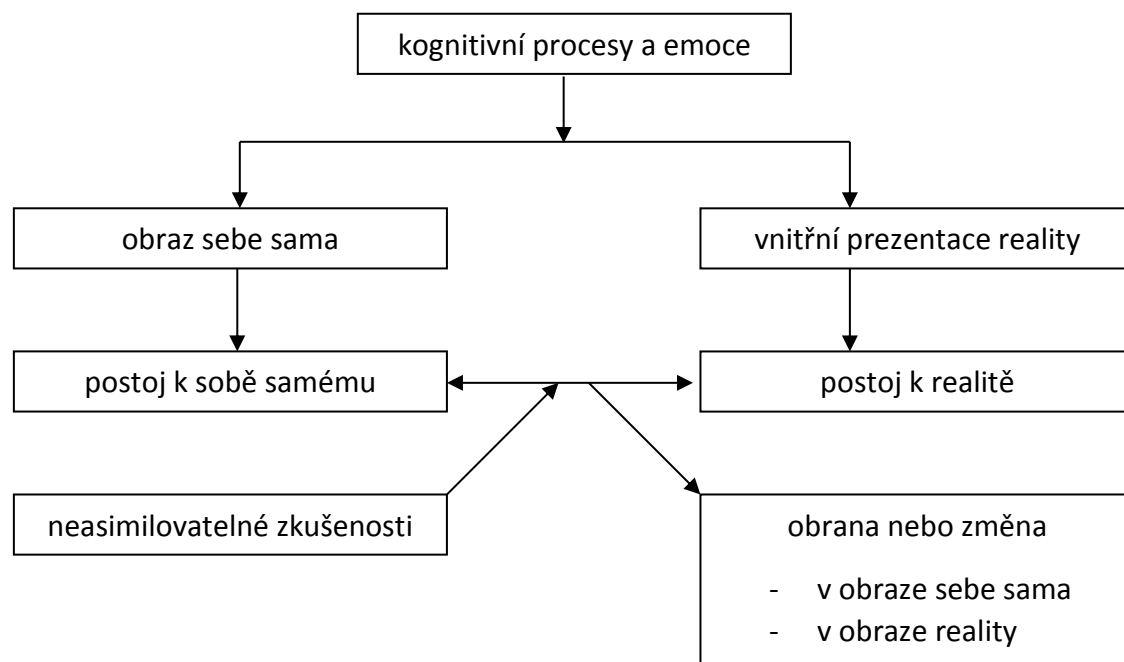 kognitivní procesy a emoce
obraz sebe sama
vnitřní prezentace reality
postoj k sobě samému
postoj k realitě
neasimilovatelné zkušenosti
obrana nebo změna
- v obraze sebe sama
- v obraze reality